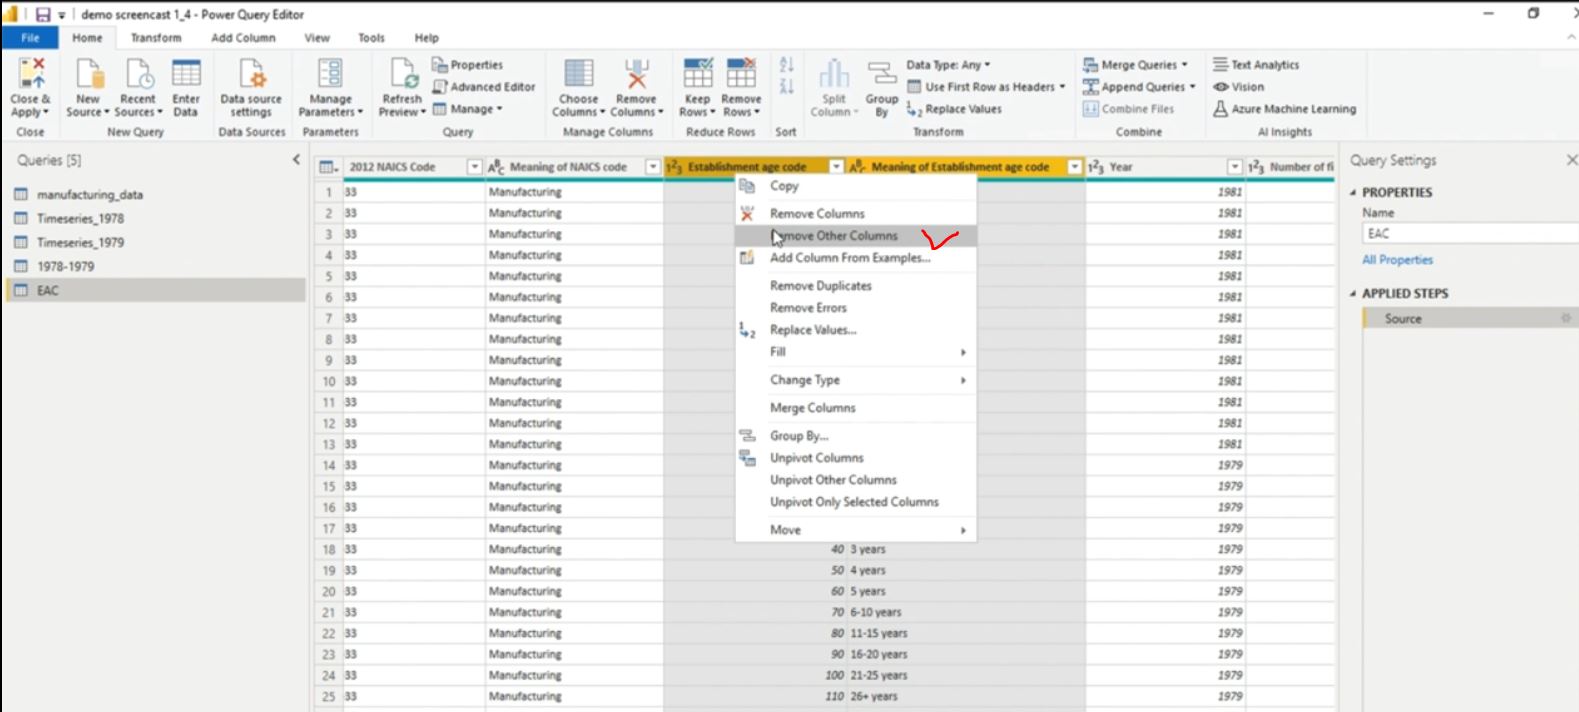 demo screencast 1_4 - Power Query Editor
File Home Transform Add Column View Tools Help
Close & Apply
Close
New Source
Recent Sources
Enter Data
New Query
Data source settings
Data Sources
Manage Parameters
Parameters
Refresh Preview
Properties
Advanced Editor
Manage
Query
Choose Columns
Remove Columns
Manage Columns
Keep Rows
Remove Rows
Reduce Rows
Sort
Split Column
Group By
Data Type: Any
Use First Row as Headers
Replace Values
Transform
Merge Queries
Append Queries
Combine Files
Combine
Text Analytics
Vision
Azure Machine Learning
AI Insights
Queries [5]
manufacturing_data
Timeseries_1978
Timeseries_1979
1978-1979
EAC
2012 NAICS Code Meaning of NAICS code Establishment age code Meaning of Establishment age code Year Number of fi
1 33 Manufacturing 1981
2 33 Manufacturing 1981
3 33 Manufacturing 1981
4 33 Manufacturing 1981
5 33 Manufacturing 1981
6 33 Manufacturing 1981
7 33 Manufacturing 1981
8 33 Manufacturing 1981
9 33 Manufacturing 1981
10 33 Manufacturing 1981
11 33 Manufacturing 1981
12 33 Manufacturing 1981
13 33 Manufacturing 1981
14 33 Manufacturing 1979
15 33 Manufacturing 1979
16 33 Manufacturing 1979
17 33 Manufacturing 1979
18 33 Manufacturing 40 3 years 1979
19 33 Manufacturing 50 4 years 1979
20 33 Manufacturing 60 5 years 1979
21 33 Manufacturing 70 6-10 years 1979
22 33 Manufacturing 80 11-15 years 1979
23 33 Manufacturing 90 16-20 years 1979
24 33 Manufacturing 100 21-25 years 1979
25 33 Manufacturing 110 26+ years 1979
Copy
Remove Columns
Remove Other Columns
Add Column From Examples...
Remove Duplicates
Remove Errors
Replace Values...
Fill
Change Type
Merge Columns
Group By...
Unpivot Columns
Unpivot Other Columns
Unpivot Only Selected Columns
Move
Query Settings
PROPERTIES
Name
EAC
All Properties
APPLIED STEPS
Source